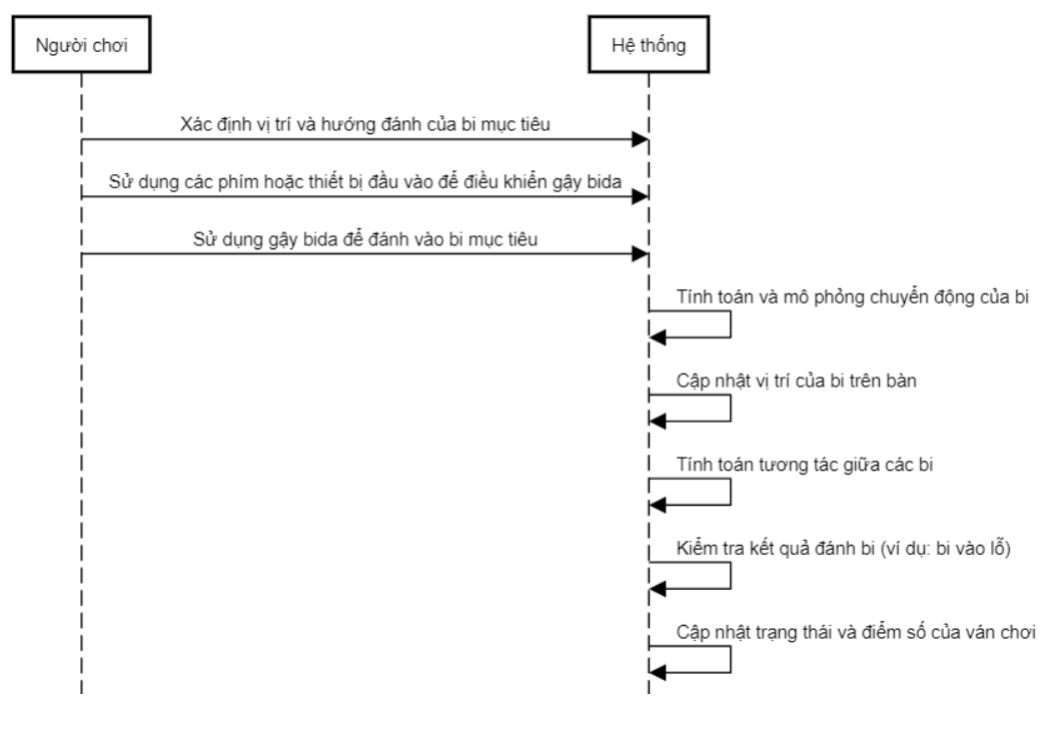 Người chơi
Hệ thống
Xác định vị trí và hướng đánh của bi mục tiêu
Sử dụng các phím hoặc thiết bị đầu vào để điều khiển gậy bida
Sử dụng gậy bida để đánh vào bi mục tiêu
Tính toán và mô phỏng chuyển động của bi
Cập nhật vị trí của bi trên bàn
Tính toán tương tác giữa các bi
Kiểm tra kết quả đánh bi (ví dụ: bi vào lỗ)
Cập nhật trạng thái và điểm số của ván chơi